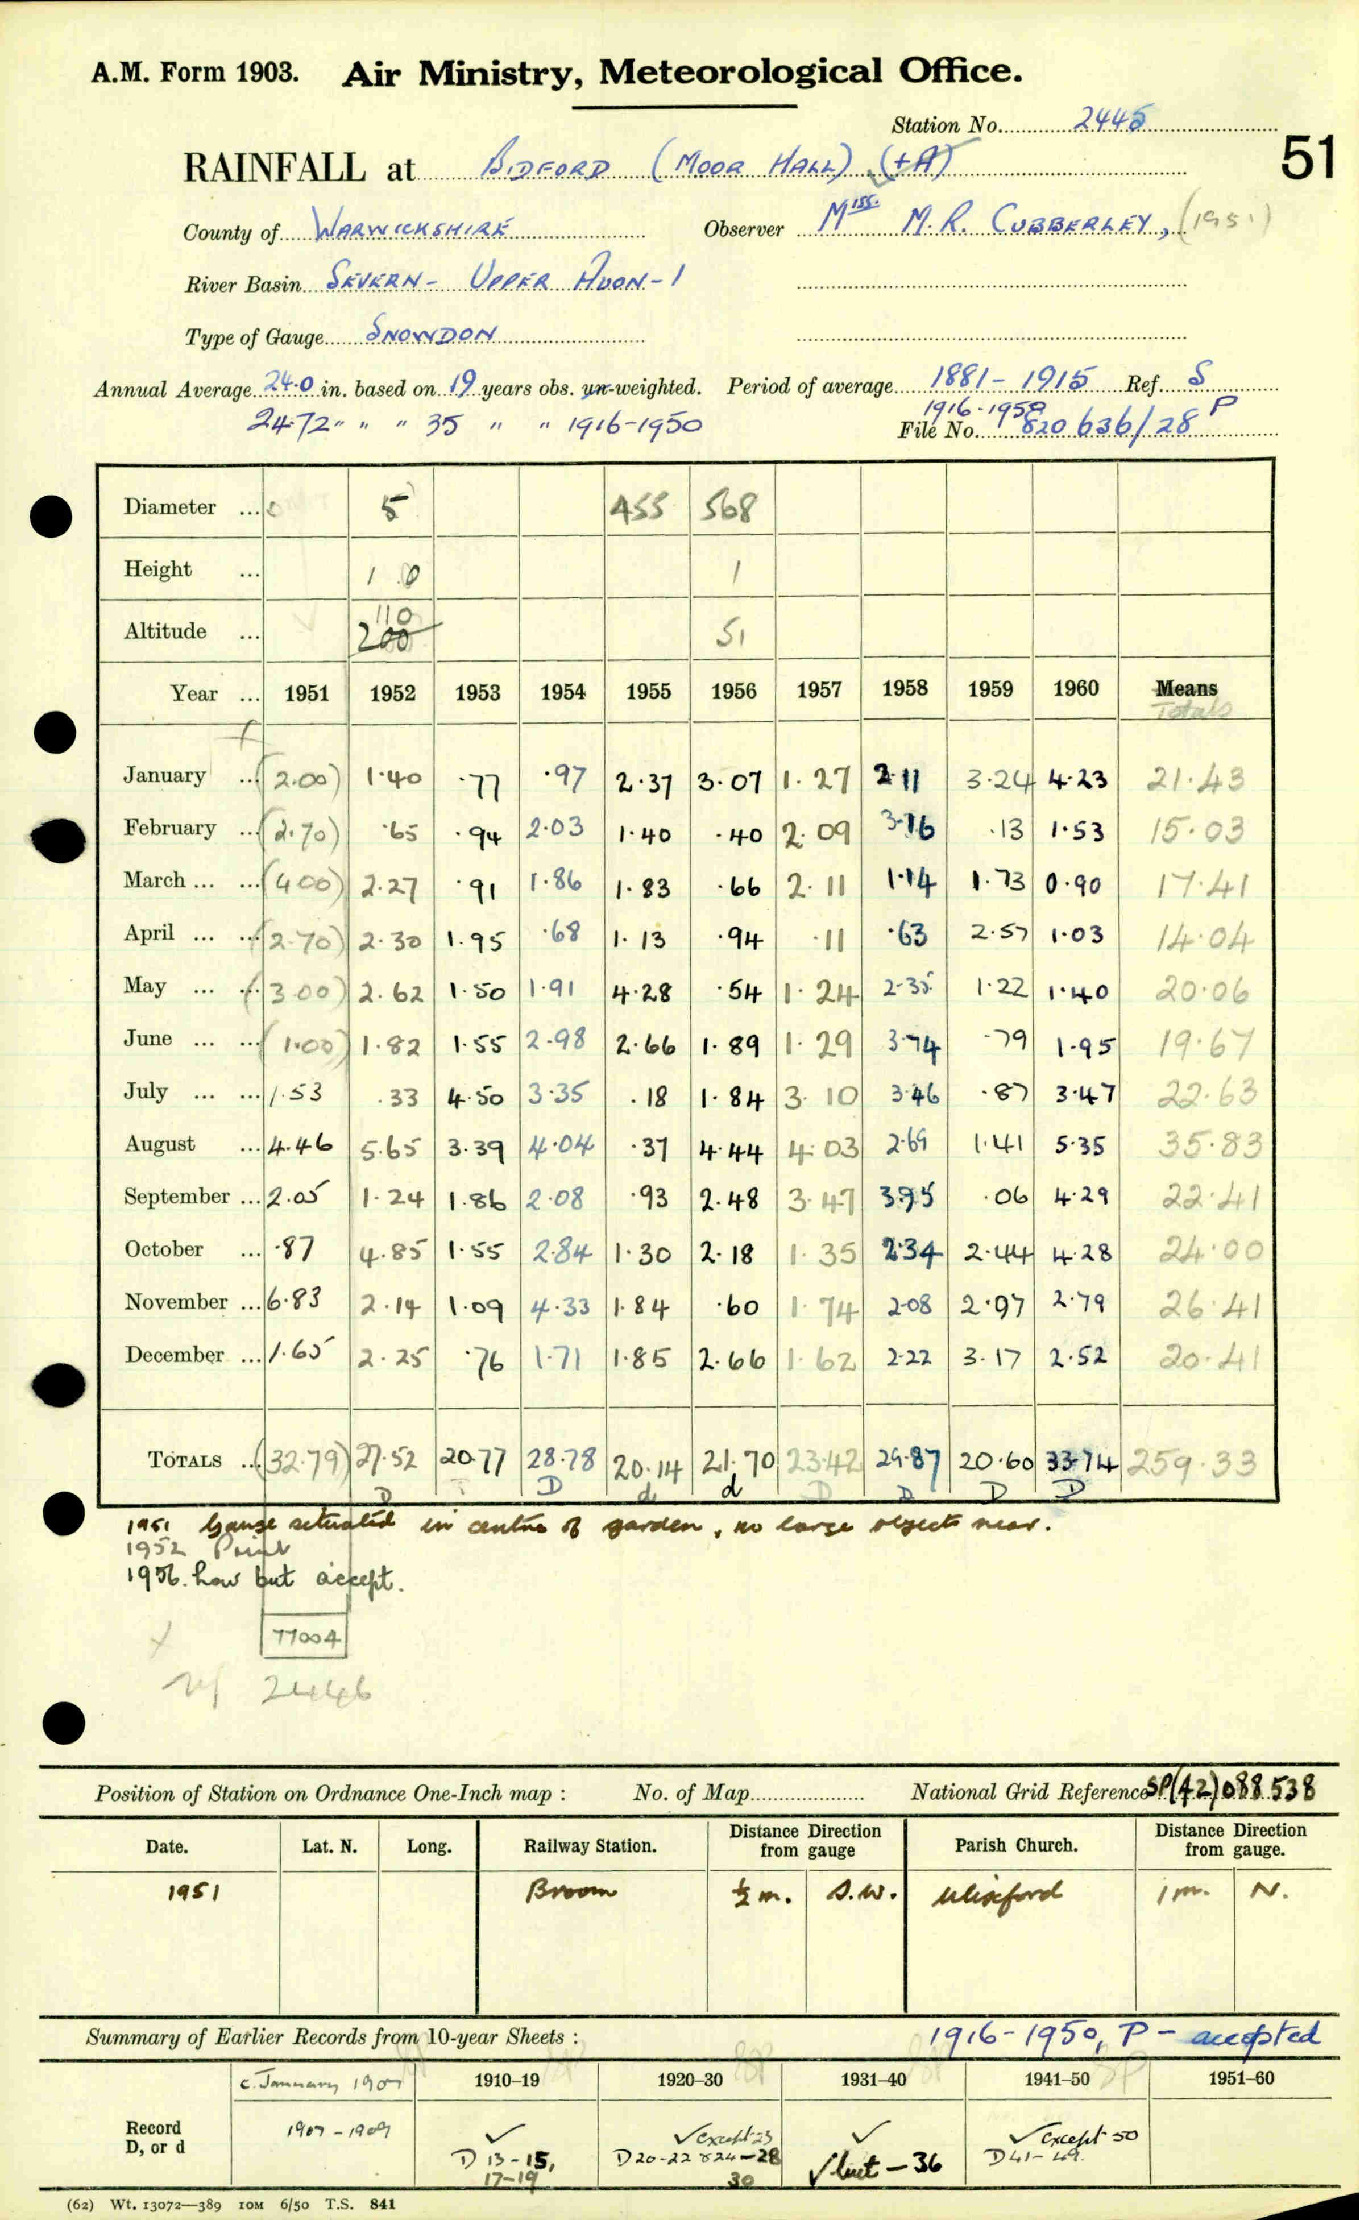 A.M. Form 1903. Air Ministry, Meteorological Office.
Station No. 2445
51
RAINFALL at BIDFORD (MOOR HALL) (+A)
County of WARWICKSHIRE Observer Miss. M.R. CUBBERLEY, (1951)
River Basin SEVERN - UPPER AVON - 1
Type of Gauge SNOWDON
Annual Average 24.0 in. based on 19 years obs. un-weighted. Period of average 1881 - 1915 Ref. S
24.72 " " " 35 " " 1916-1950 1916-1950 P
File No. 820636/28
Diameter ... 5 455 568
Height ... 1 0 1
Altitude ... 110 200 51
Year ... 1951 1952 1953 1954 1955 1956 1957 1958 1959 1960 Means
Totals
January ... (2.00) 1.40 .77 .97 2.37 3.07 1.27 2.11 3.24 4.23 21.43
February ... (2.70) .65 .94 2.03 1.40 .40 2.09 3.76 .13 1.53 15.03
March ... ... (4.00) 2.27 .91 1.86 1.83 .66 2.11 1.14 1.73 0.90 17.41
April ... ... (2.70) 2.30 1.95 .68 1.13 .94 .11 .63 2.57 1.03 14.04
May ... ... (3.00) 2.62 1.50 1.91 4.28 .54 1.24 2.35 1.22 1.40 20.06
June ... ... (1.00) 1.82 1.55 2.98 2.66 1.89 1.29 3.74 .79 1.95 19.67
July ... ... 1.53 .33 4.50 3.35 .18 1.84 3.10 3.46 .87 3.47 22.63
August ... 4.46 5.65 3.39 4.04 .37 4.44 4.03 2.69 1.41 5.35 35.83
September ... 2.05 1.24 1.86 2.08 .93 2.48 3.47 3.95 .06 4.29 22.41
October ... .87 4.85 1.55 2.84 1.30 2.18 1.35 2.34 2.44 4.28 24.00
November ... 6.83 2.14 1.09 4.33 1.84 .60 1.74 2.08 2.97 2.79 26.41
December ... 1.65 2.25 .76 1.71 1.85 2.66 1.62 2.22 3.17 2.52 20.41
TOTALS ... (32.79) 27.52 20.77 28.78 20.14 21.70 23.42 29.87 20.60 33.74 259.33
D D d d D D D D
1951 Gauge situated in centre of garden, no large objects near.
1952 Point
1956. Low but accept.
77004
2446
Position of Station on Ordnance One-Inch map : No. of Map National Grid Reference SP(42)088538
Date. Lat. N. Long. Railway Station. Distance from gauge Direction Parish Church. Distance Direction from gauge.
1951 Broom ½ m. S.W. Wixford 1 m. N.
Summary of Earlier Records from 10-year Sheets : 1916-1950, P - accepted
c. January 1907 1910–19 1920–30 1931–40 1941–50 1951–60
Record D, or d 1907-1909 ✓ ✓ except 23 ✓ ✓ except 50
D 13-15, D20-22 & 24-28 ✓ but - 36 D41-49
17-19 30
(62) Wt. 13072—389 10M 6/50 T.S. 841